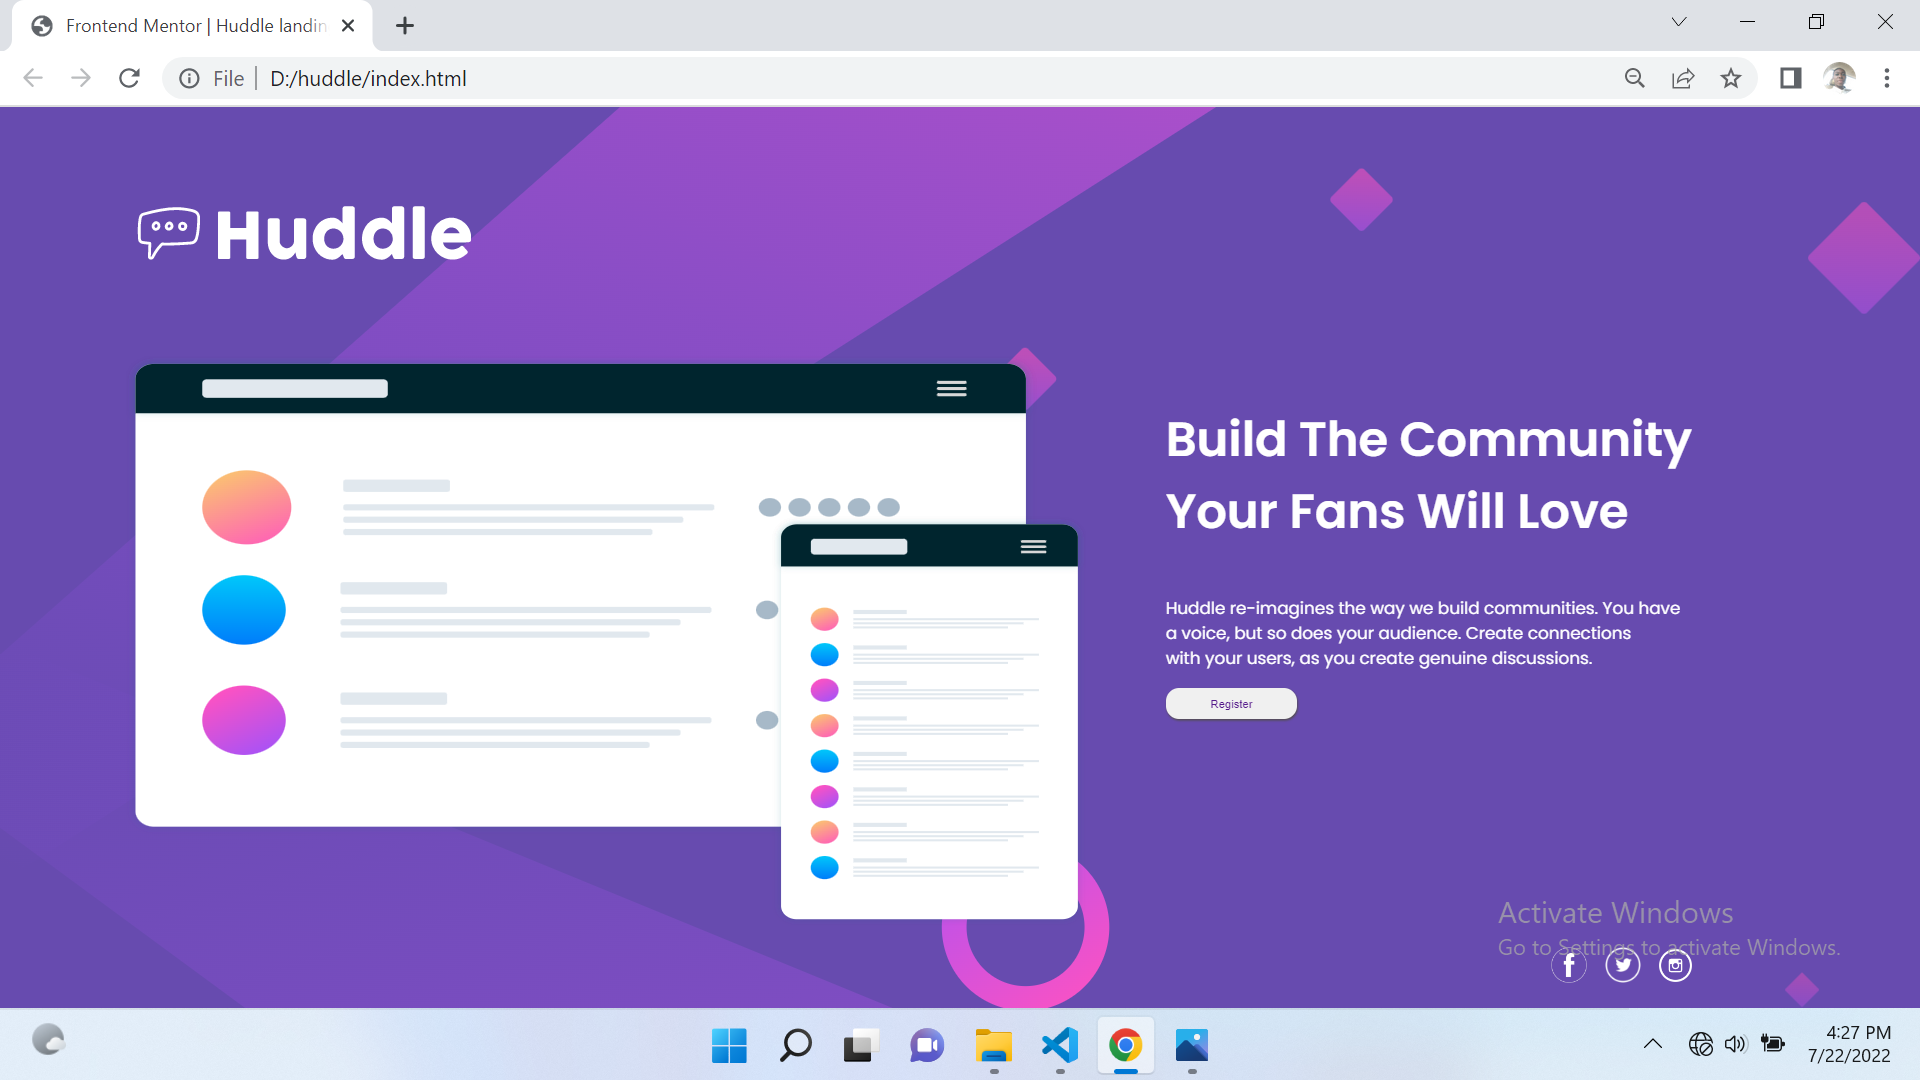 Frontend Mentor | Huddle landin
File
D:/huddle/index.html
Huddle
Build The Community
Your Fans Will Love
Huddle re-imagines the way we build communities. You have
a voice, but so does your audience. Create connections
with your users, as you create genuine discussions.
Register
Activate Windows
Go to Settings to activate Windows.
f
4:27 PM
7/22/2022